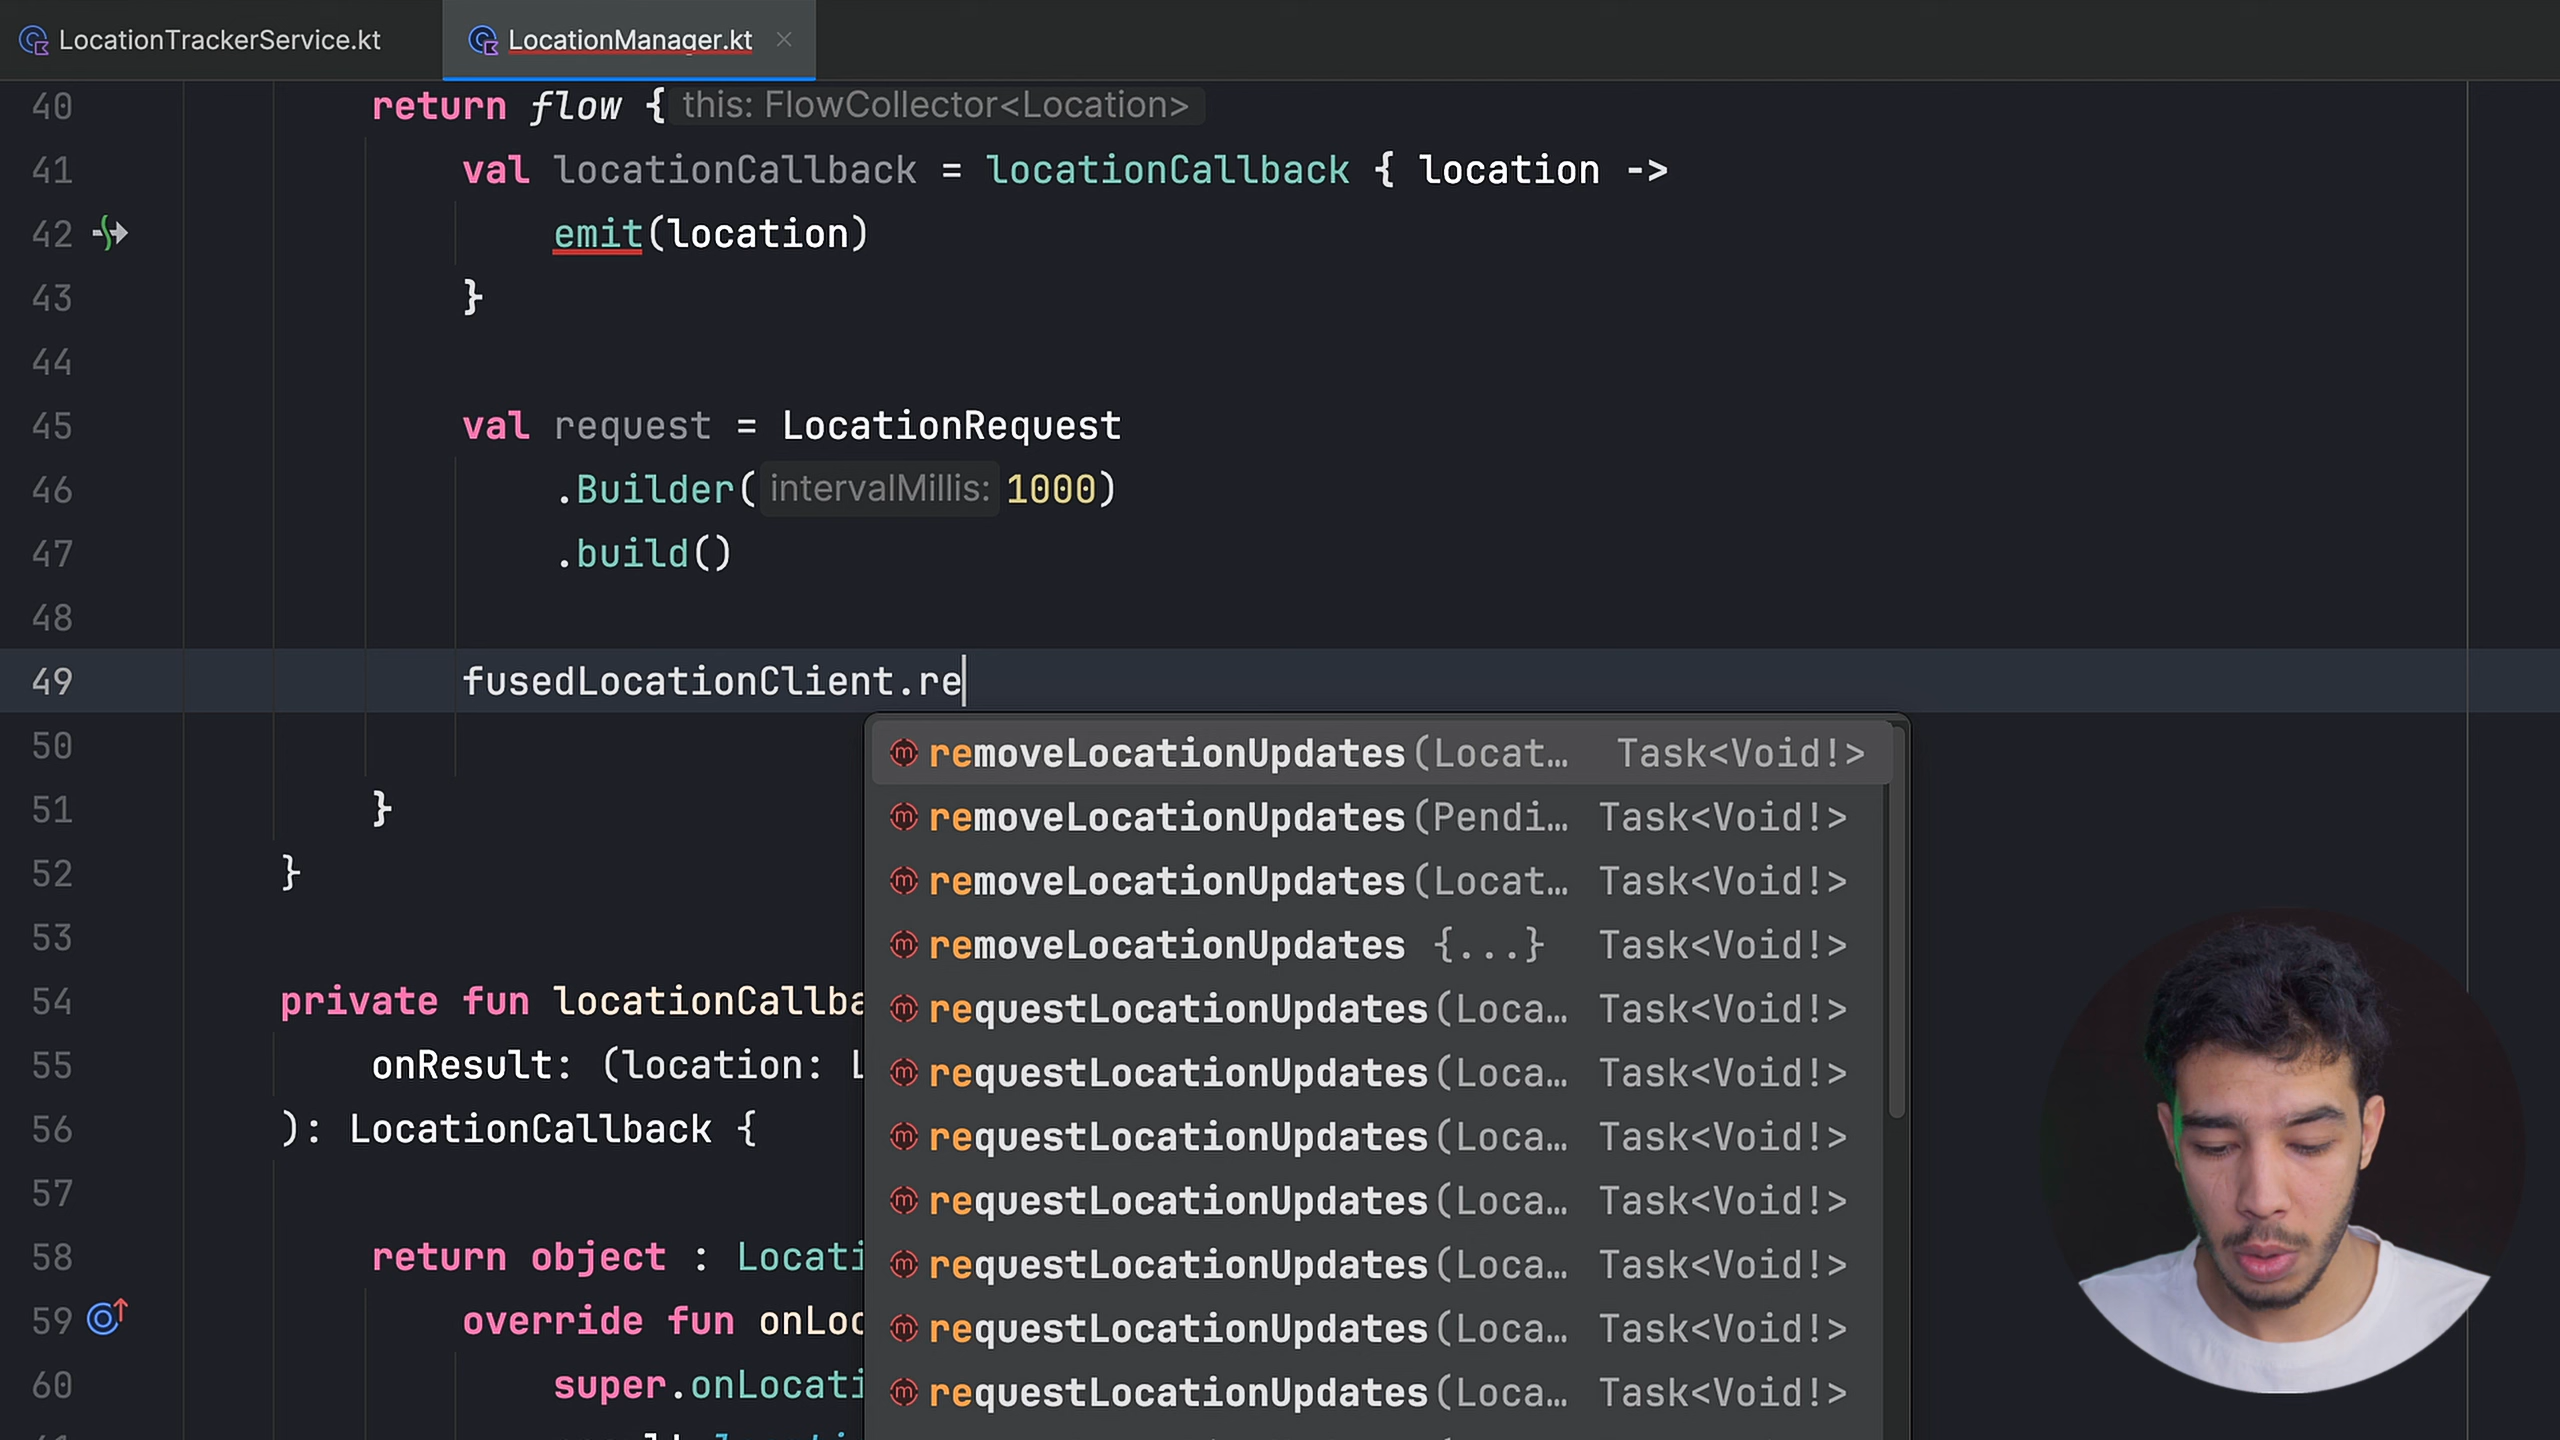 LocationTrackerService.kt
LocationManager.kt
40 return flow { this: FlowCollector<Location>
41 val locationCallback = locationCallback { location ->
42 emit(location)
43 }
44
45 val request = LocationRequest
46 .Builder( intervalMillis: 1000)
47 .build()
48
49 fusedLocationClient.re
removeLocationUpdates(Locat… Task<Void!>
removeLocationUpdates(Pendi… Task<Void!>
removeLocationUpdates(Locat… Task<Void!>
removeLocationUpdates {...} Task<Void!>
requestLocationUpdates(Loca… Task<Void!>
requestLocationUpdates(Loca… Task<Void!>
requestLocationUpdates(Loca… Task<Void!>
requestLocationUpdates(Loca… Task<Void!>
requestLocationUpdates(Loca… Task<Void!>
requestLocationUpdates(Loca… Task<Void!>
requestLocationUpdates(Loca… Task<Void!>
50
51 }
52 }
53
54 private fun locationCallba
55 onResult: (location: L
56 ): LocationCallback {
57
58 return object : Locati
59 override fun onLoc
60 super.onLocati